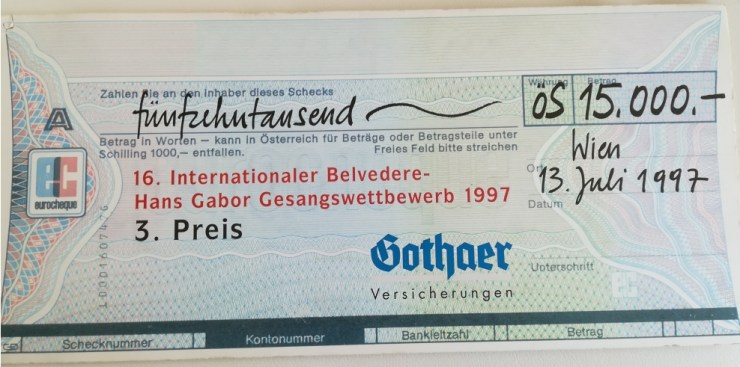 Zahlen Sie an den Inhaber dieses Schecks
Währung Betrag
fünfzehntausend
öS 15.000.-
Betrag in Worten – kann in Österreich für Beträge oder Betragsteile unter
Schilling 1000,– entfallen. Freies Feld bitte streichen
Wien
Ort
13. Juli 1997
Datum
eurocheque
16. Internationaler Belvedere-
Hans Gabor Gesangswettbewerb 1997
3. Preis
Gothaer
Versicherungen
Unterschrift
Schecknummer Kontonummer Bankleitzahl Betrag